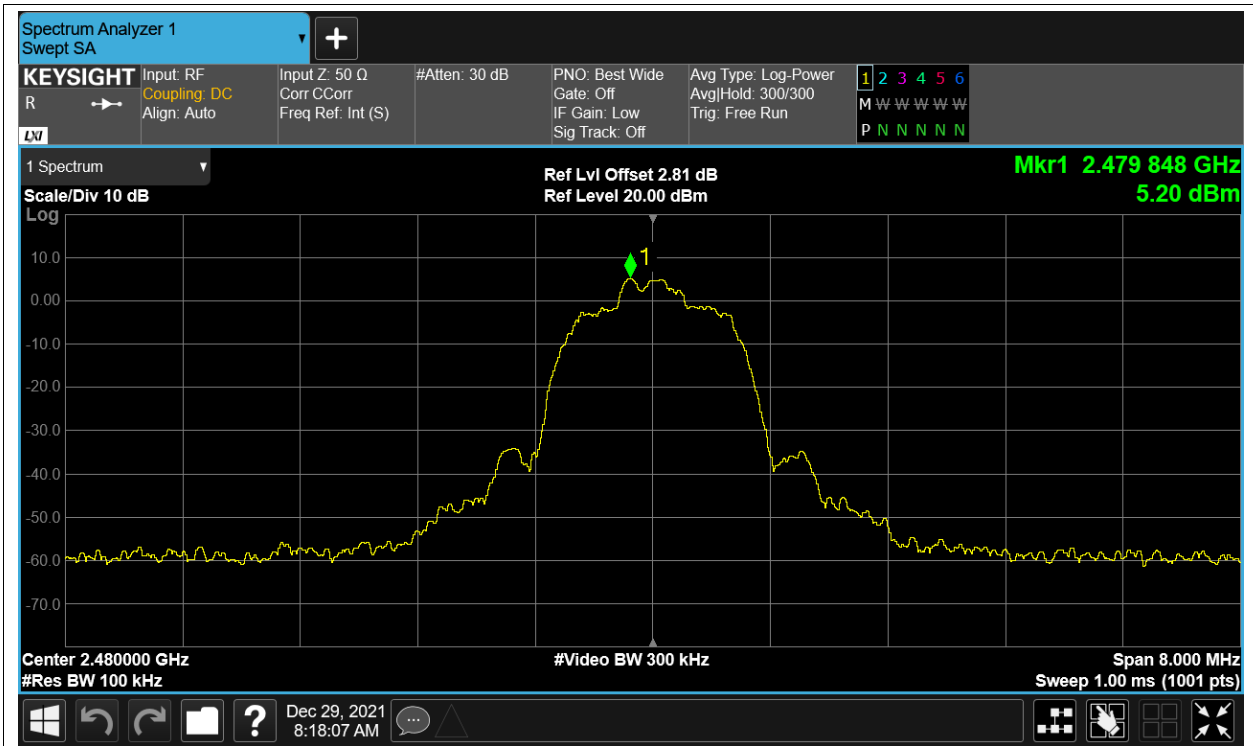 Spectrum Analyzer 1
Swept SA
KEYSIGHT
R
LXI
Input: RF
Coupling: DC
Align: Auto
Input Z: 50 Ω
Corr CCorr
Freq Ref: Int (S)
#Atten: 30 dB
PNO: Best Wide
Gate: Off
IF Gain: Low
Sig Track: Off
Avg Type: Log-Power
Avg|Hold: 300/300
Trig: Free Run
1 2 3 4 5 6
M W W W W W
P N N N N N
1 Spectrum
Scale/Div 10 dB
Ref Lvl Offset 2.81 dB
Ref Level 20.00 dBm
Mkr1 2.479 848 GHz
5.20 dBm
Log
1
10.0
0.00
-10.0
-20.0
-30.0
-40.0
-50.0
-60.0
-70.0
Center 2.480000 GHz
#Video BW 300 kHz
Span 8.000 MHz
#Res BW 100 kHz
Sweep 1.00 ms (1001 pts)
?
Dec 29, 2021
8:18:07 AM